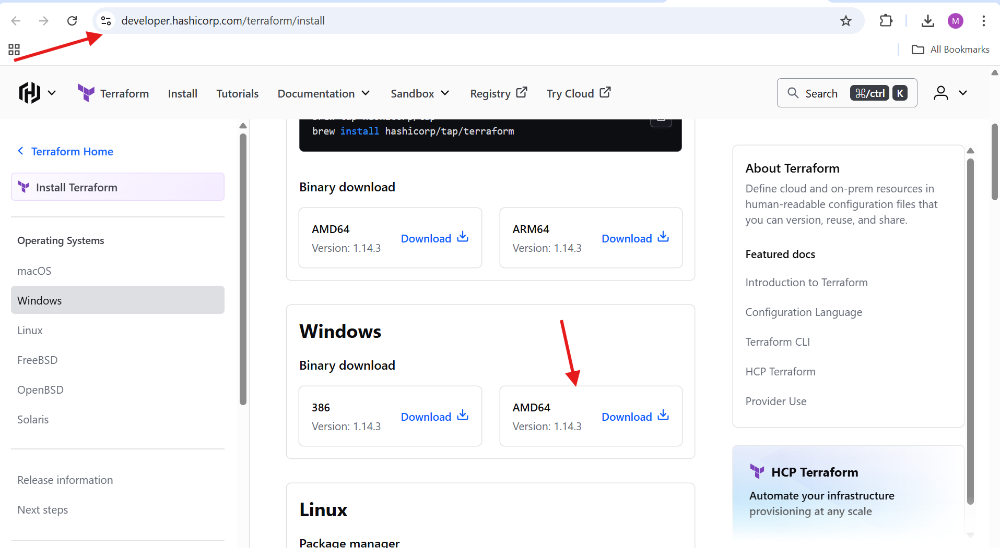 developer.hashicorp.com/terraform/install
M
All Bookmarks
Terraform
Install
Tutorials
Documentation
Sandbox
Registry
Try Cloud
Search
⌘/ctrl
K
Terraform Home
Install Terraform
Operating Systems
macOS
Windows
Linux
FreeBSD
OpenBSD
Solaris
Release information
Next steps
brew tap hashicorp/tap
brew install hashicorp/tap/terraform
Binary download
AMD64
Version: 1.14.3
Download
ARM64
Version: 1.14.3
Download
Windows
Binary download
386
Version: 1.14.3
Download
AMD64
Version: 1.14.3
Download
Linux
Package manager
About Terraform
Define cloud and on-prem resources in
human-readable configuration files that
you can version, reuse, and share.
Featured docs
Introduction to Terraform
Configuration Language
Terraform CLI
HCP Terraform
Provider Use
HCP Terraform
Automate your infrastructure
provisioning at any scale